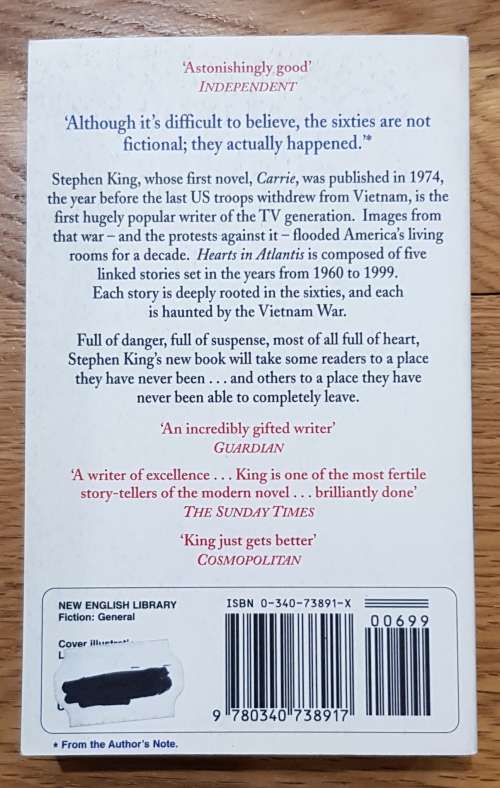 ‘Astonishingly good’
INDEPENDENT
‘Although it’s difficult to believe, the sixties are not
fictional; they actually happened.’*
Stephen King, whose first novel, Carrie, was published in 1974,
the year before the last US troops withdrew from Vietnam, is the
first hugely popular writer of the TV generation. Images from
that war – and the protests against it – flooded America’s living
rooms for a decade. Hearts in Atlantis is composed of five
linked stories set in the years from 1960 to 1999.
Each story is deeply rooted in the sixties, and each
is haunted by the Vietnam War.
Full of danger, full of suspense, most of all full of heart,
Stephen King’s new book will take some readers to a place
they have never been . . . and others to a place they have
never been able to completely leave.
‘An incredibly gifted writer’
GUARDIAN
‘A writer of excellence . . . King is one of the most fertile
story-tellers of the modern novel . . . brilliantly done’
THE SUNDAY TIMES
‘King just gets better’
COSMOPOLITAN
NEW ENGLISH LIBRARY
Fiction: General
Cover
ISBN 0-340-73891-X
00699
9 780340 738917
* From the Author’s Note.